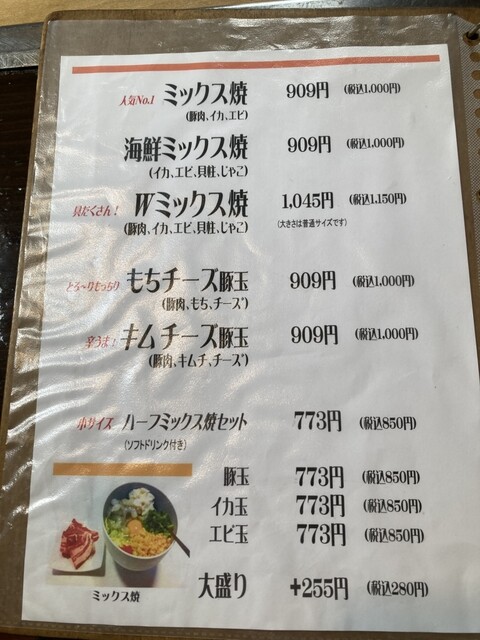 人気No.1 ミックス焼 909円 (税込1,000円)
(豚肉、イカ、エビ)
海鮮ミックス焼 909円 (税込1,000円)
(イカ、エビ、貝柱、じゃこ)
具だくさん! Wミックス焼 1,045円 (税込1,150円)
(豚肉、イカ、エビ、貝柱、じゃこ) (大きさは普通サイズです)
とろ〜りもっちり もちチーズ豚玉 909円 (税込1,000円)
(豚肉、もち、チーズ)
辛うま! キムチーズ豚玉 909円 (税込1,000円)
(豚肉、キムチ、チーズ)
小サイズ ハーフミックス焼セット 773円 (税込850円)
(ソフトドリンク付き)
豚玉 773円 (税込850円)
イカ玉 773円 (税込850円)
エビ玉 773円 (税込850円)
大盛り +255円 (税込280円)
ミックス焼